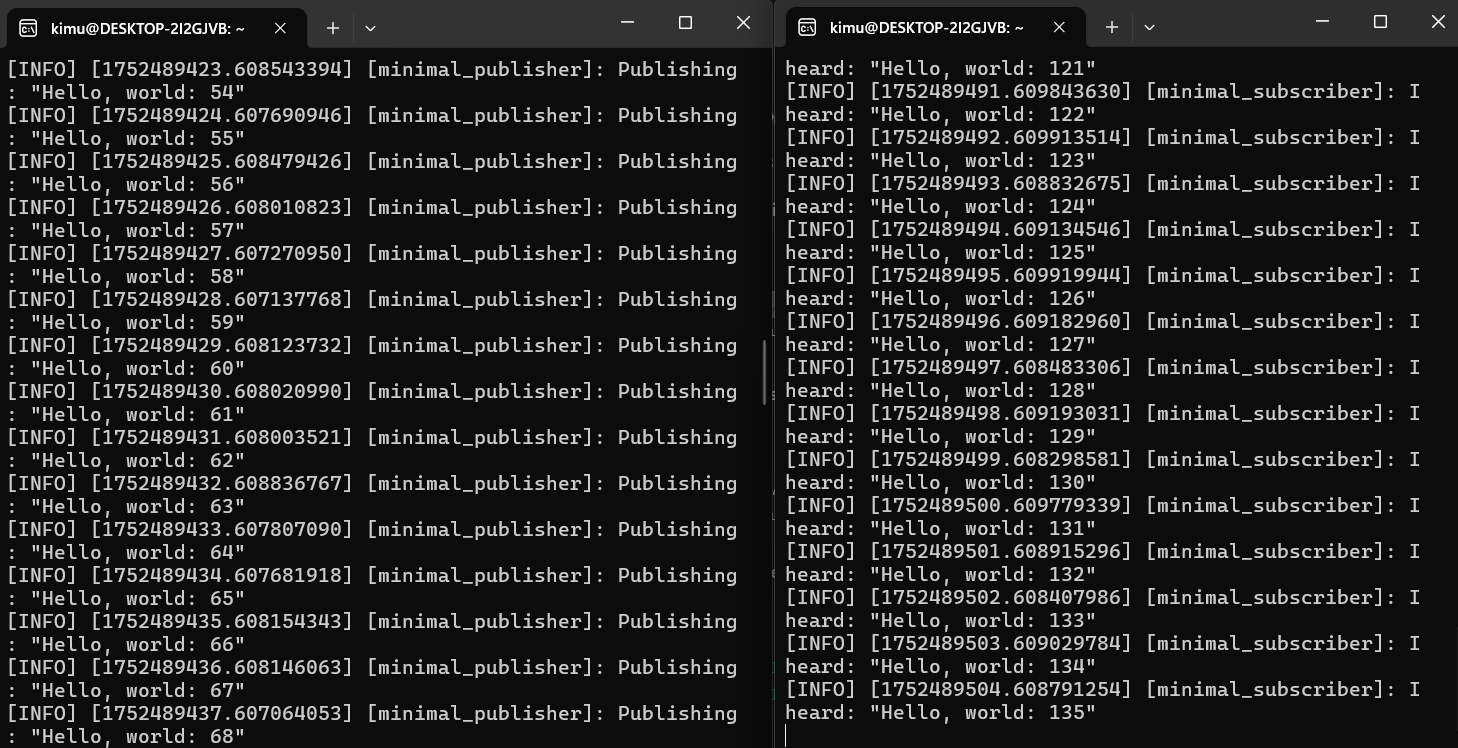 kimu@DESKTOP-2I2GJVB: ~
[INFO] [1752489423.608543394] [minimal_publisher]: Publishing
: "Hello, world: 54"
[INFO] [1752489424.607690946] [minimal_publisher]: Publishing
: "Hello, world: 55"
[INFO] [1752489425.608479426] [minimal_publisher]: Publishing
: "Hello, world: 56"
[INFO] [1752489426.608010823] [minimal_publisher]: Publishing
: "Hello, world: 57"
[INFO] [1752489427.607270950] [minimal_publisher]: Publishing
: "Hello, world: 58"
[INFO] [1752489428.607137768] [minimal_publisher]: Publishing
: "Hello, world: 59"
[INFO] [1752489429.608123732] [minimal_publisher]: Publishing
: "Hello, world: 60"
[INFO] [1752489430.608020990] [minimal_publisher]: Publishing
: "Hello, world: 61"
[INFO] [1752489431.608003521] [minimal_publisher]: Publishing
: "Hello, world: 62"
[INFO] [1752489432.608836767] [minimal_publisher]: Publishing
: "Hello, world: 63"
[INFO] [1752489433.607807090] [minimal_publisher]: Publishing
: "Hello, world: 64"
[INFO] [1752489434.607681918] [minimal_publisher]: Publishing
: "Hello, world: 65"
[INFO] [1752489435.608154343] [minimal_publisher]: Publishing
: "Hello, world: 66"
[INFO] [1752489436.608146063] [minimal_publisher]: Publishing
: "Hello, world: 67"
[INFO] [1752489437.607064053] [minimal_publisher]: Publishing
: "Hello, world: 68"
kimu@DESKTOP-2I2GJVB: ~
heard: "Hello, world: 121"
[INFO] [1752489491.609843630] [minimal_subscriber]: I
heard: "Hello, world: 122"
[INFO] [1752489492.609913514] [minimal_subscriber]: I
heard: "Hello, world: 123"
[INFO] [1752489493.608832675] [minimal_subscriber]: I
heard: "Hello, world: 124"
[INFO] [1752489494.609134546] [minimal_subscriber]: I
heard: "Hello, world: 125"
[INFO] [1752489495.609919944] [minimal_subscriber]: I
heard: "Hello, world: 126"
[INFO] [1752489496.609182960] [minimal_subscriber]: I
heard: "Hello, world: 127"
[INFO] [1752489497.608483306] [minimal_subscriber]: I
heard: "Hello, world: 128"
[INFO] [1752489498.609193031] [minimal_subscriber]: I
heard: "Hello, world: 129"
[INFO] [1752489499.608298581] [minimal_subscriber]: I
heard: "Hello, world: 130"
[INFO] [1752489500.609779339] [minimal_subscriber]: I
heard: "Hello, world: 131"
[INFO] [1752489501.608915296] [minimal_subscriber]: I
heard: "Hello, world: 132"
[INFO] [1752489502.608407986] [minimal_subscriber]: I
heard: "Hello, world: 133"
[INFO] [1752489503.609029784] [minimal_subscriber]: I
heard: "Hello, world: 134"
[INFO] [1752489504.608791254] [minimal_subscriber]: I
heard: "Hello, world: 135"